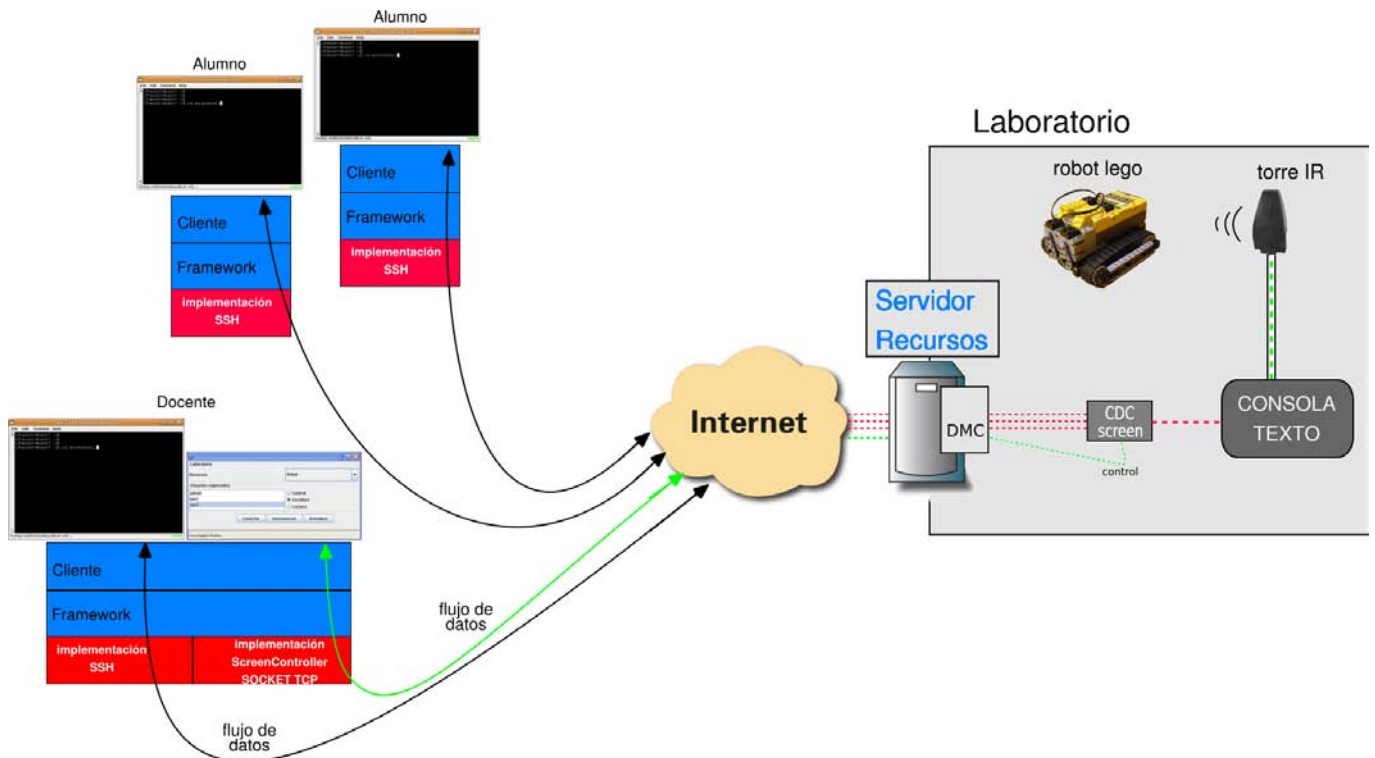 Alumno
Alumno
Cliente
Framework
implementación
SSH
Cliente
Framework
implementación
SSH
Docente
Cliente
Framework
implementación
SSH
implementación
ScreenController
SOCKET TCP
flujo de
datos
flujo de
datos
Internet
Laboratorio
robot lego
torre IR
Servidor
Recursos
DMC
CDC
screen
control
CONSOLA
TEXTO